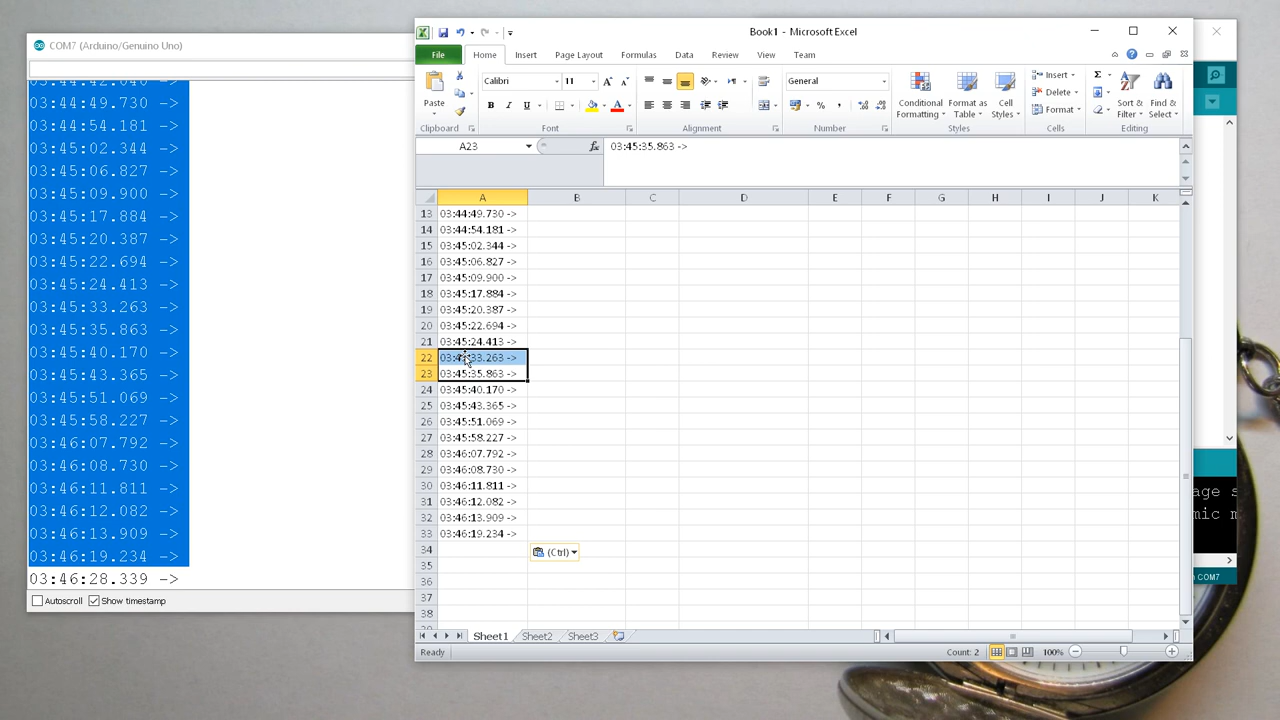 COM7 (Arduino/Genuino Uno)
03:44:42.040 ->
03:44:49.730 ->
03:44:54.181 ->
03:45:02.344 ->
03:45:06.827 ->
03:45:09.900 ->
03:45:17.884 ->
03:45:20.387 ->
03:45:22.694 ->
03:45:24.413 ->
03:45:33.263 ->
03:45:35.863 ->
03:45:40.170 ->
03:45:43.365 ->
03:45:51.069 ->
03:45:58.227 ->
03:46:07.792 ->
03:46:08.730 ->
03:46:11.811 ->
03:46:12.082 ->
03:46:13.909 ->
03:46:19.234 ->
03:46:28.339 ->
Autoscroll Show timestamp
Book1 - Microsoft Excel
File Home Insert Page Layout Formulas Data Review View Team
Paste
Calibri 11
General
Conditional Formatting
Format as Table
Cell Styles
Insert
Delete
Format
Sort & Filter
Find & Select
Clipboard Font Alignment Number Styles Cells Editing
A23 fx 03:45:35.863 ->
A B C D E F G H I J K
13 03:44:49.730 ->
14 03:44:54.181 ->
15 03:45:02.344 ->
16 03:45:06.827 ->
17 03:45:09.900 ->
18 03:45:17.884 ->
19 03:45:20.387 ->
20 03:45:22.694 ->
21 03:45:24.413 ->
22 03:45:33.263 ->
23 03:45:35.863 ->
24 03:45:40.170 ->
25 03:45:43.365 ->
26 03:45:51.069 ->
27 03:45:58.227 ->
28 03:46:07.792 ->
29 03:46:08.730 ->
30 03:46:11.811 ->
31 03:46:12.082 ->
32 03:46:13.909 ->
33 03:46:19.234 ->
34
(Ctrl)
35
36
37
38
Sheet1 Sheet2 Sheet3
Ready Count: 2 100%
age s
mic m
COM7